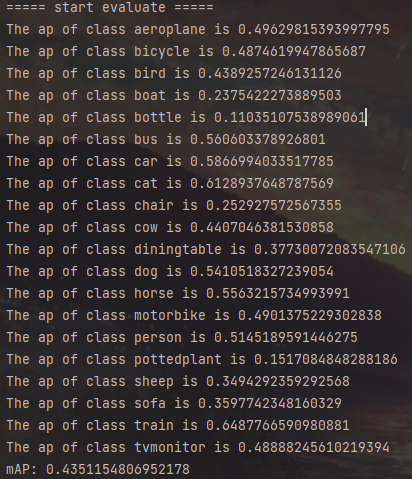 ===== start evaluate =====
The ap of class aeroplane is 0.49629815393997795
The ap of class bicycle is 0.4874619947865687
The ap of class bird is 0.4389257246131126
The ap of class boat is 0.2375422273889503
The ap of class bottle is 0.11035107538989061
The ap of class bus is 0.560603378926801
The ap of class car is 0.5866994033517785
The ap of class cat is 0.6128937648787569
The ap of class chair is 0.252927572567355
The ap of class cow is 0.4407046381530858
The ap of class diningtable is 0.37730072083547106
The ap of class dog is 0.5410518327239054
The ap of class horse is 0.5563215734993991
The ap of class motorbike is 0.4901375229302838
The ap of class person is 0.5145189591446275
The ap of class pottedplant is 0.1517084848288186
The ap of class sheep is 0.3494292359292568
The ap of class sofa is 0.3597742348160329
The ap of class train is 0.6487766590980881
The ap of class tvmonitor is 0.48888245610219394
mAP: 0.4351154806952178